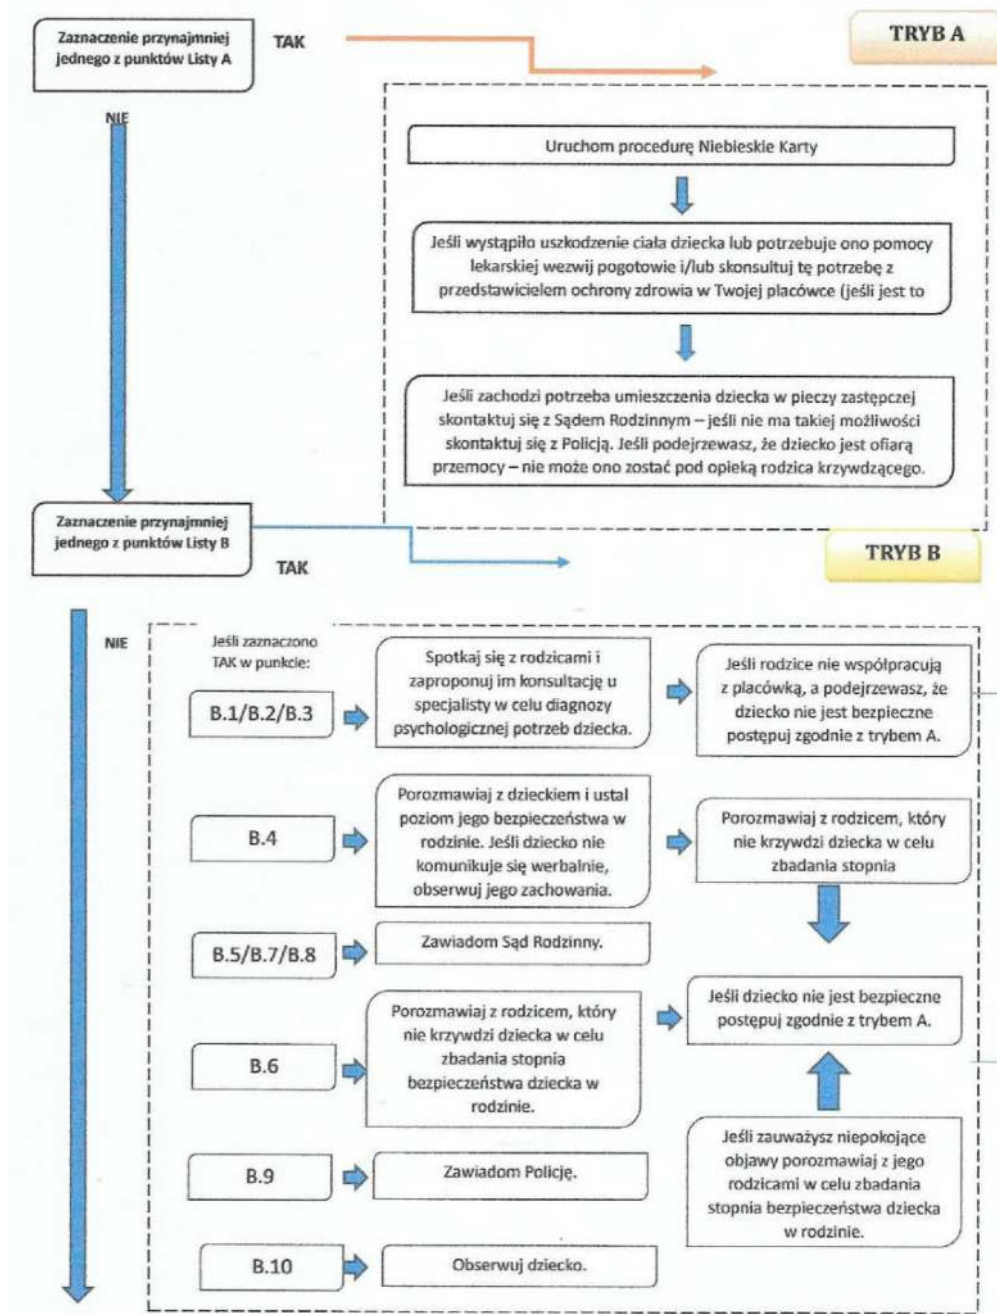 Zaznaczenie przynajmniej
jednego z punktów Listy A
TAK
TRYB A
NIE
Uruchom procedurę Niebieskie Karty
Jeśli wystąpiło uszkodzenie ciała dziecka lub potrzebuje ono pomocy
lekarskiej wezwij pogotowie i/lub skonsultuj tę potrzebę z
przedstawicielem ochrony zdrowia w Twojej placówce (jeśli jest to
Jeśli zachodzi potrzeba umieszczenia dziecka w pieczy zastępczej
skontaktuj się z Sądem Rodzinnym – jeśli nie ma takiej możliwości
skontaktuj się z Policją. Jeśli podejrzewasz, że dziecko jest ofiarą
przemocy – nie może ono zostać pod opieką rodzica krzywdzącego.
Zaznaczenie przynajmniej
jednego z punktów Listy B
TAK
TRYB B
NIE
Jeśli zaznaczono
TAK w punkcie:
B.1/B.2/B.3
Spotkaj się z rodzicami i
zaproponuj im konsultację u
specjalisty w celu diagnozy
psychologicznej potrzeb dziecka.
Jeśli rodzice nie współpracują
z placówką, a podejrzewasz, że
dziecko nie jest bezpieczne
postępuj zgodnie z trybem A.
B.4
Porozmawiaj z dzieckiem i ustal
poziom jego bezpieczeństwa w
rodzinie. Jeśli dziecko nie
komunikuje się werbalnie,
obserwuj jego zachowania.
Porozmawiaj z rodzicem, który
nie krzywdzi dziecka w celu
zbadania stopnia
B.5/B.7/B.8
Zawiadom Sąd Rodzinny.
Jeśli dziecko nie jest bezpieczne
postępuj zgodnie z trybem A.
B.6
Porozmawiaj z rodzicem, który
nie krzywdzi dziecka w celu
zbadania stopnia
bezpieczeństwa dziecka w
rodzinie.
B.9
Zawiadom Policję.
Jeśli zauważysz niepokojące
objawy porozmawiaj z jego
rodzicami w celu zbadania
stopnia bezpieczeństwa dziecka
w rodzinie.
B.10
Obserwuj dziecko.